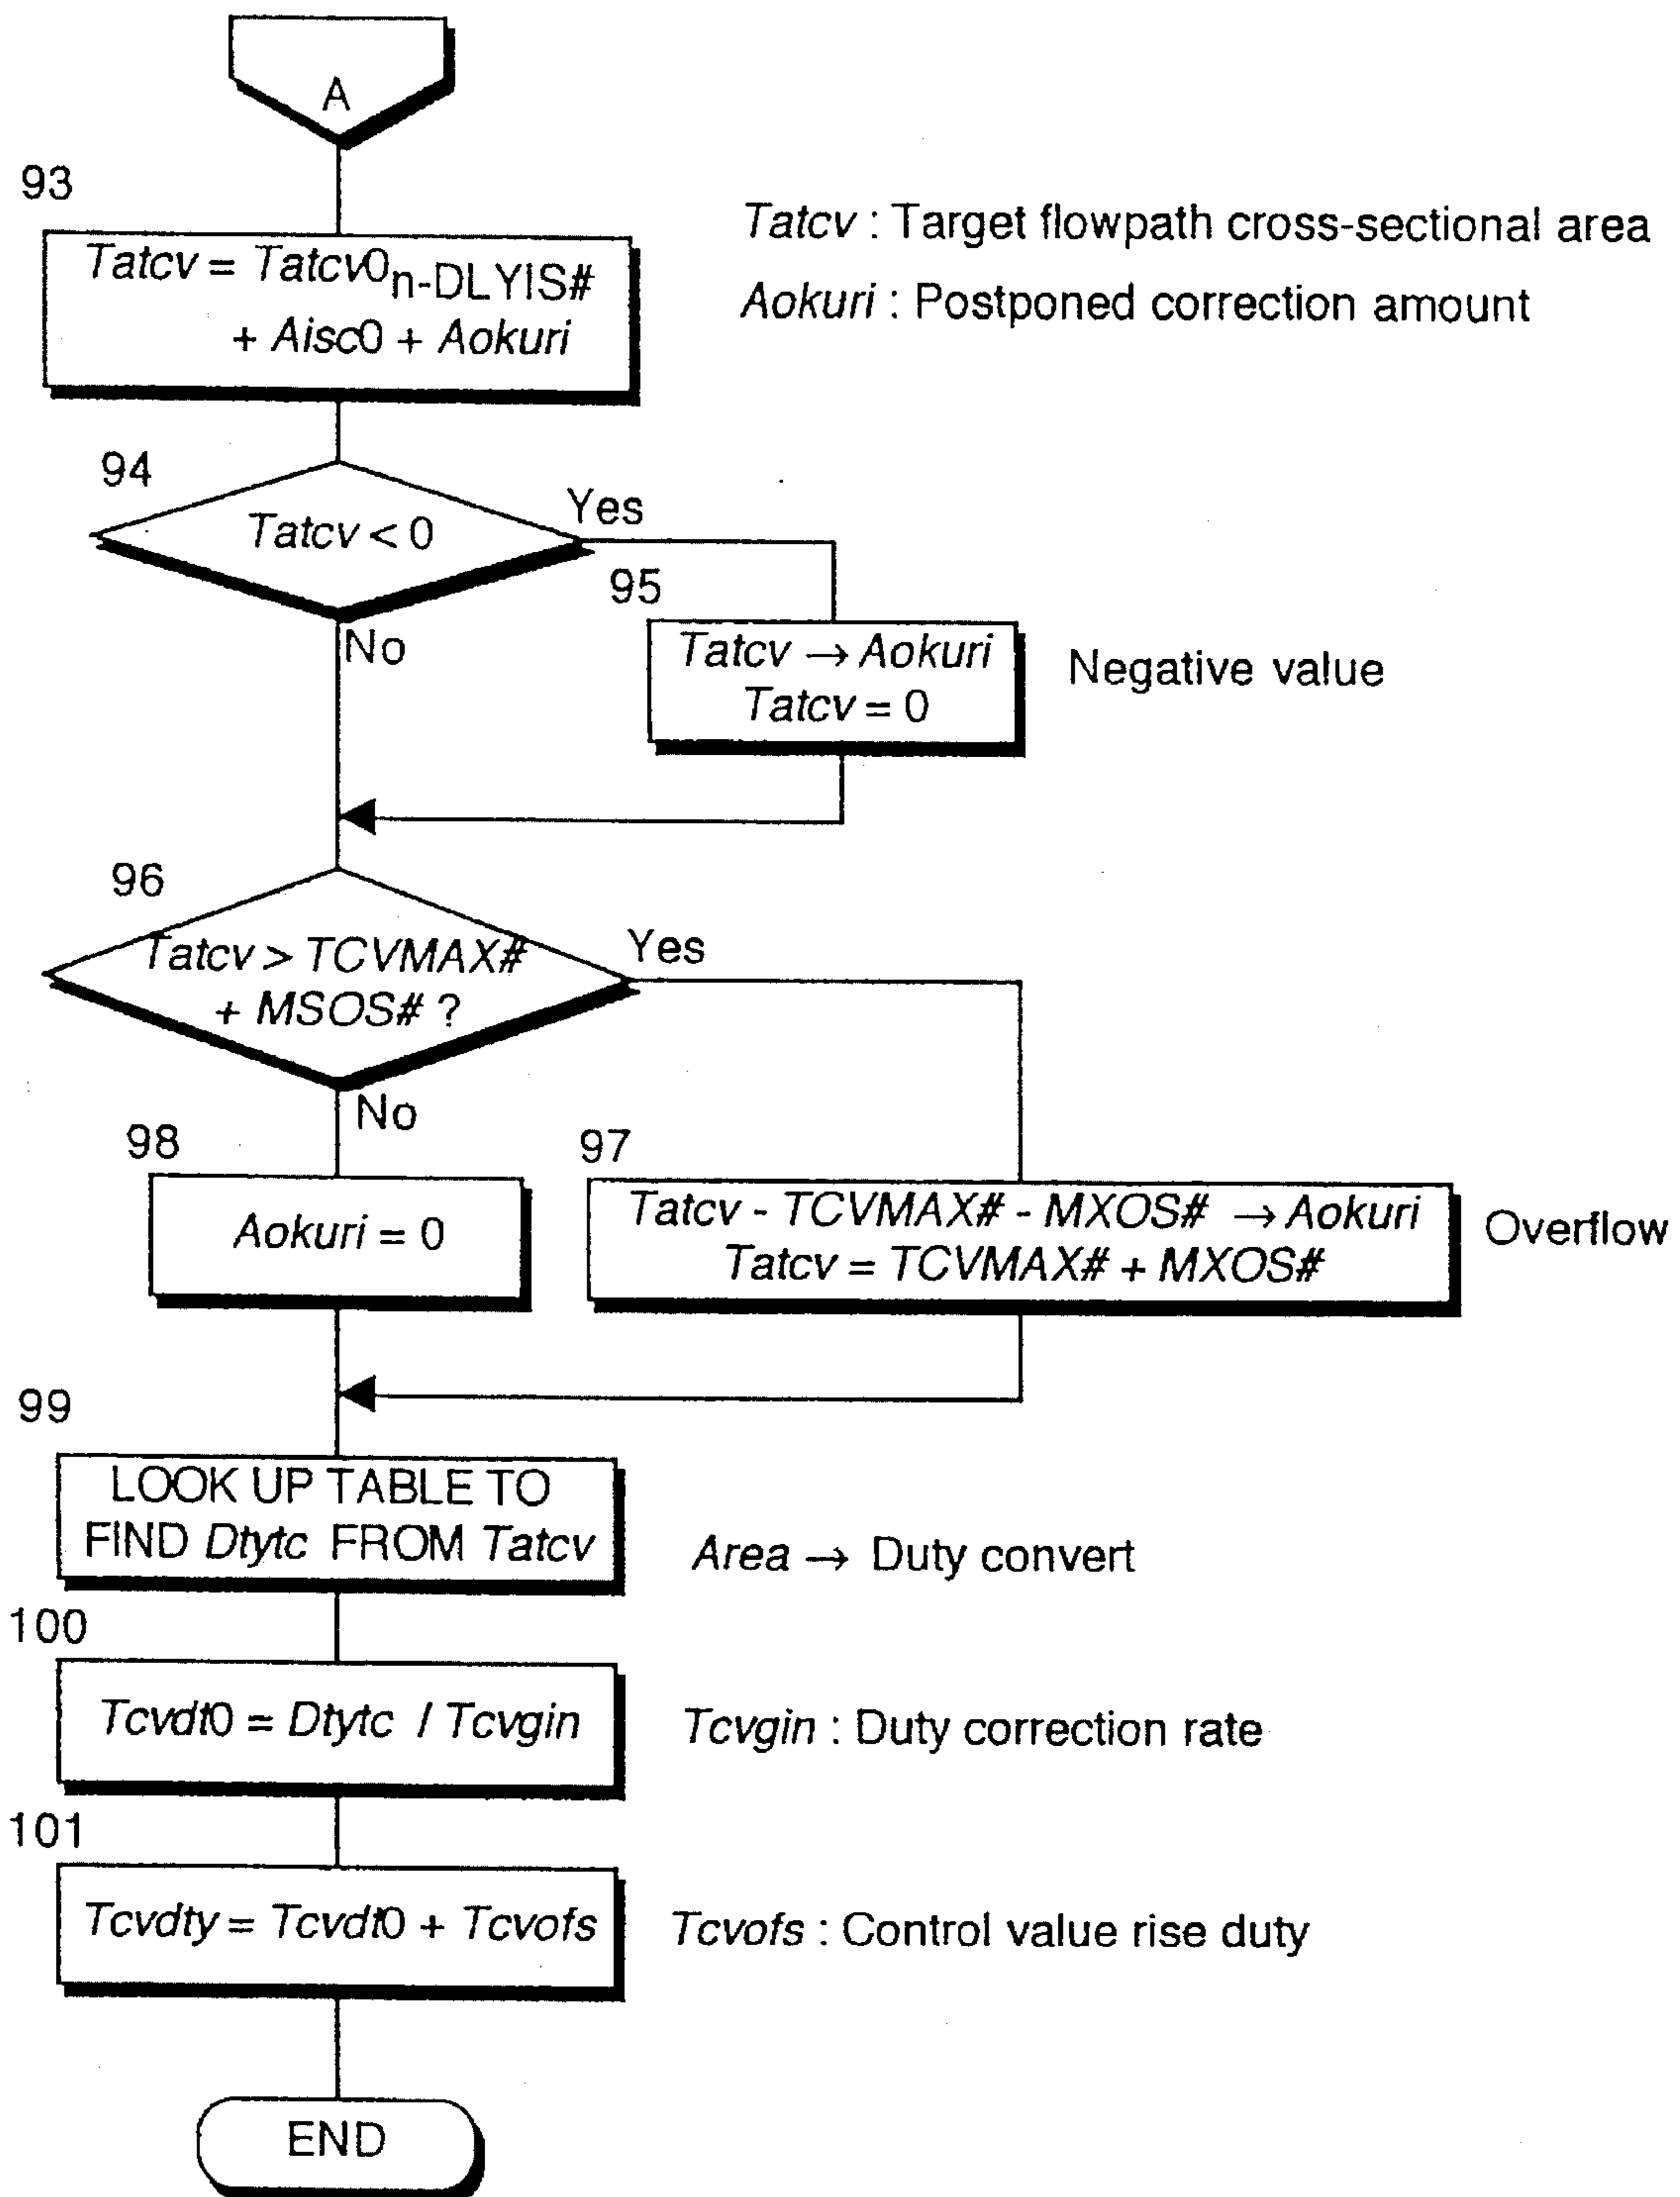 A
93
Tatcv = Tatcv0n-DLYIS#
+ Aisc0 + Aokuri
Tatcv : Target flowpath cross-sectional area
Aokuri : Postponed correction amount
94
Tatcv < 0
Yes
No
95
Tatcv → Aokuri
Tatcv = 0
Negative value
96
Tatcv > TCVMAX#
+ MSOS# ?
Yes
No
98
Aokuri = 0
97
Tatcv - TCVMAX# - MXOS# → Aokuri
Tatcv = TCVMAX# + MXOS#
Overflow
99
LOOK UP TABLE TO
FIND Dtytc FROM Tatcv
Area → Duty convert
100
Tcvdt0 = Dtytc / Tcvgin
Tcvgin : Duty correction rate
101
Tcvdty = Tcvdt0 + Tcvofs
Tcvofs : Control value rise duty
END